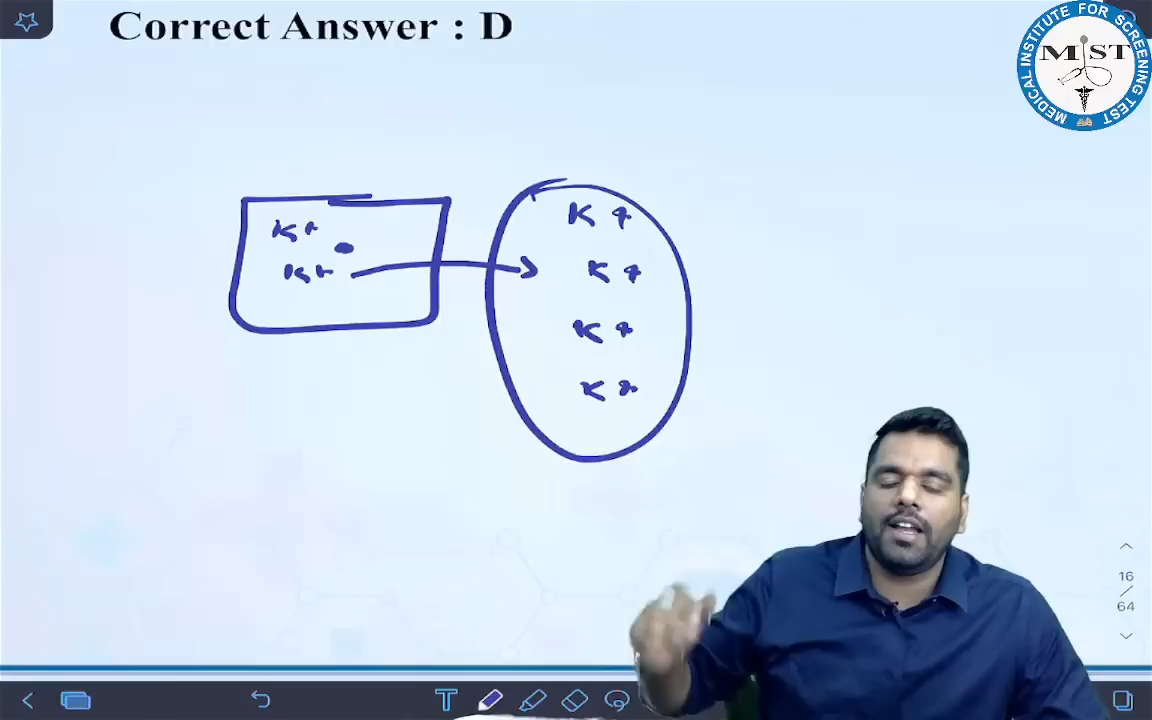 Correct Answer : D
MIST
MEDICAL INSTITUTE FOR SCREENING TEST
K+
K+
K+
K+
K+
K+
16
64
T